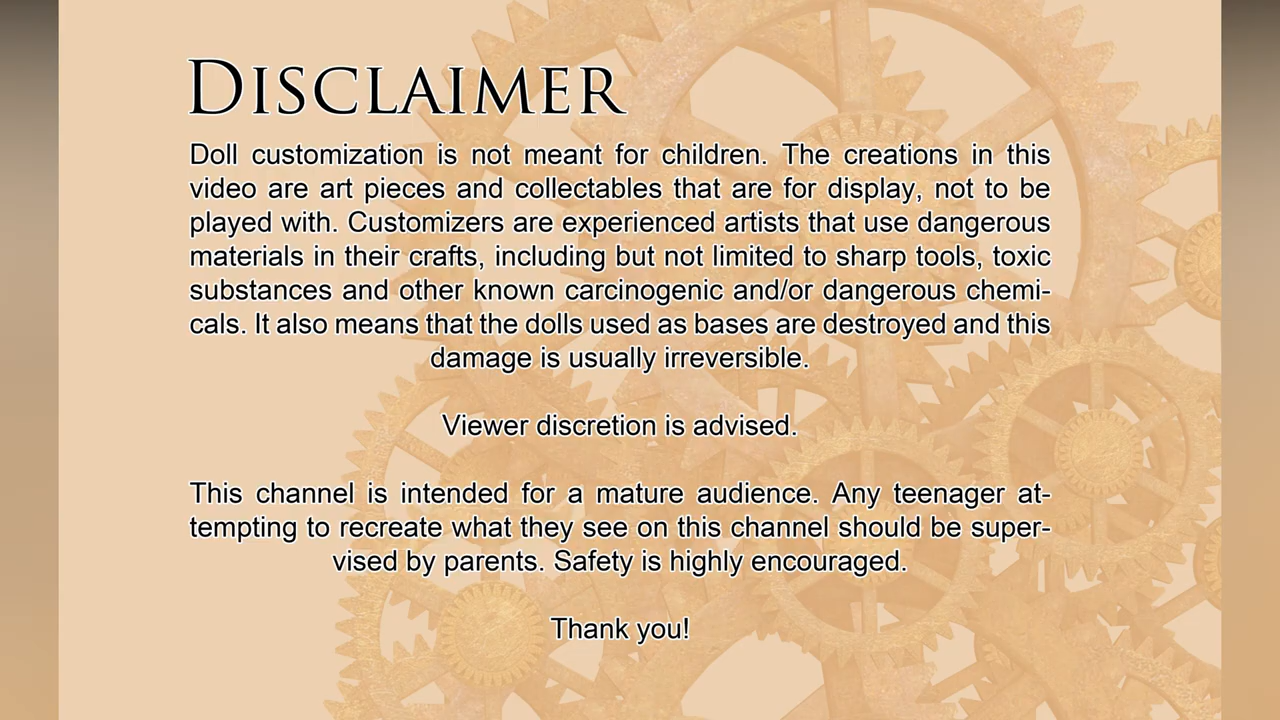 DISCLAIMER
Doll customization is not meant for children. The creations in this
video are art pieces and collectables that are for display, not to be
played with. Customizers are experienced artists that use dangerous
materials in their crafts, including but not limited to sharp tools, toxic
substances and other known carcinogenic and/or dangerous chemi-
cals. It also means that the dolls used as bases are destroyed and this
damage is usually irreversible.
Viewer discretion is advised.
This channel is intended for a mature audience. Any teenager at-
tempting to recreate what they see on this channel should be super-
vised by parents. Safety is highly encouraged.
Thank you!